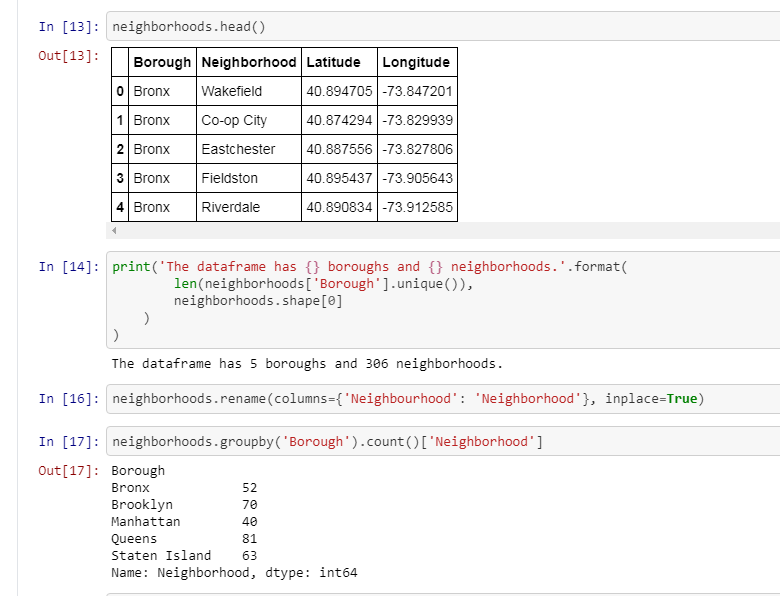 In [13]: neighborhoods.head()
Out[13]:
Borough Neighborhood Latitude Longitude
0 Bronx Wakefield 40.894705 -73.847201
1 Bronx Co-op City 40.874294 -73.829939
2 Bronx Eastchester 40.887556 -73.827806
3 Bronx Fieldston 40.895437 -73.905643
4 Bronx Riverdale 40.890834 -73.912585
In [14]: print('The dataframe has {} boroughs and {} neighborhoods.'.format(
        len(neighborhoods['Borough'].unique()),
        neighborhoods.shape[0]
    )
)
The dataframe has 5 boroughs and 306 neighborhoods.
In [16]: neighborhoods.rename(columns={'Neighbourhood': 'Neighborhood'}, inplace=True)
In [17]: neighborhoods.groupby('Borough').count()['Neighborhood']
Out[17]: Borough
Bronx            52
Brooklyn         70
Manhattan        40
Queens           81
Staten Island    63
Name: Neighborhood, dtype: int64